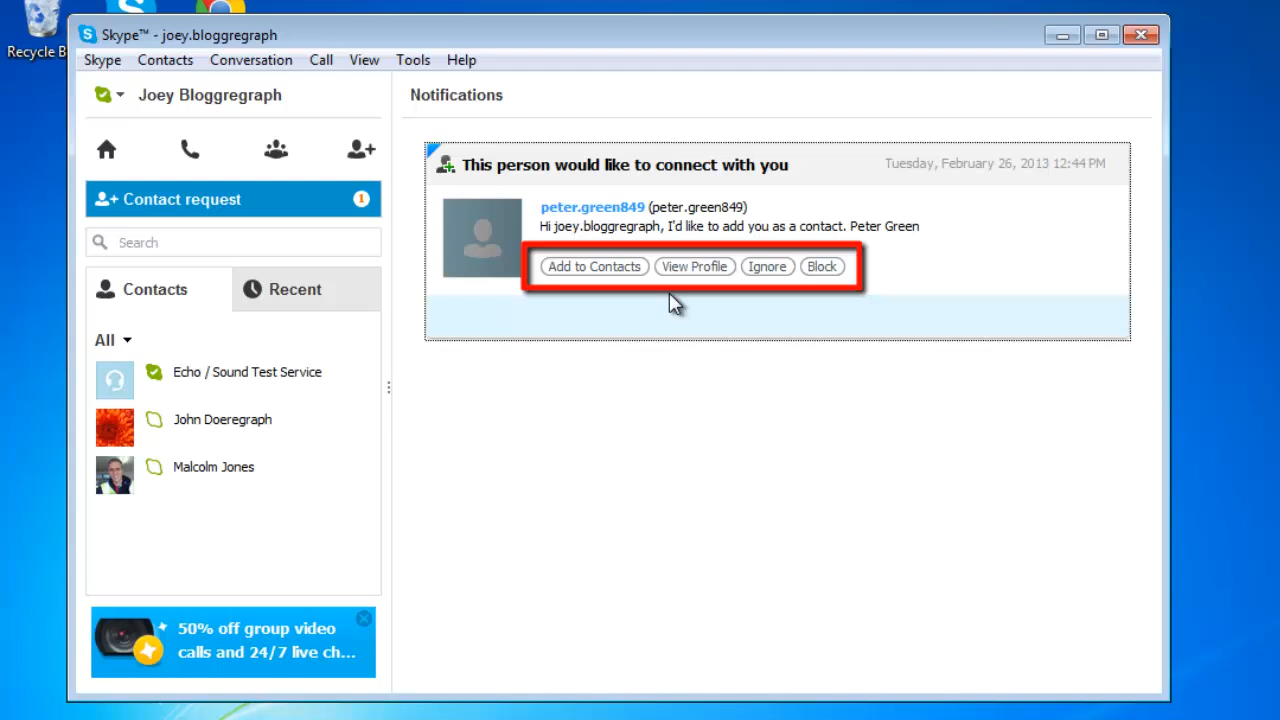 Recycle B
Skype™ - joey.bloggregraph
Skype Contacts Conversation Call View Tools Help
Joey Bloggregraph
Contact request 1
Search
Contacts Recent
All
Echo / Sound Test Service
John Doeregraph
Malcolm Jones
50% off group video
calls and 24/7 live ch...
Notifications
This person would like to connect with you Tuesday, February 26, 2013 12:44 PM
peter.green849 (peter.green849)
Hi joey.bloggregraph, I'd like to add you as a contact. Peter Green
Add to Contacts View Profile Ignore Block